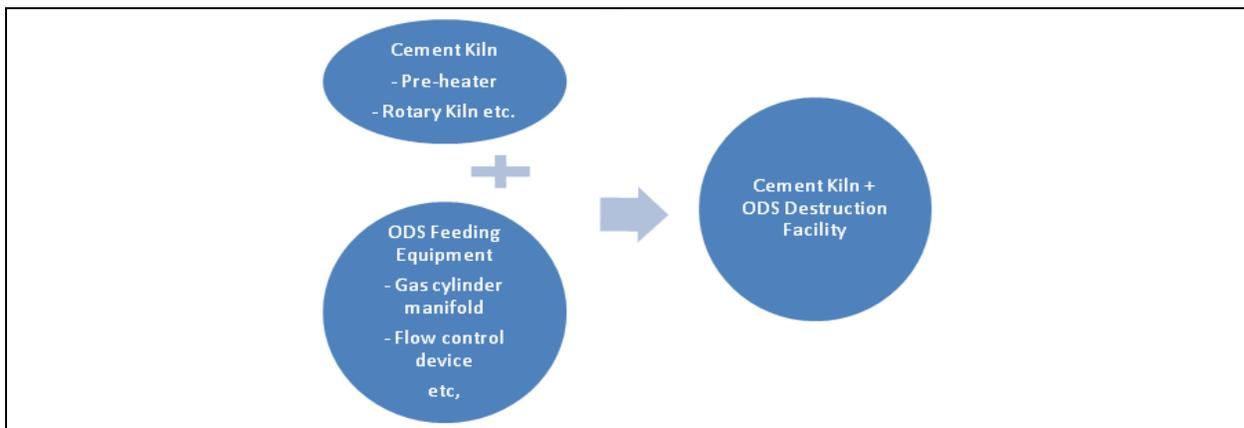 Cement Kiln
- Pre-heater
- Rotary Kiln etc.
ODS Feeding
Equipment
- Gas cylinder
manifold
- Flow control
device
etc,
Cement Kiln +
ODS Destruction
Facility